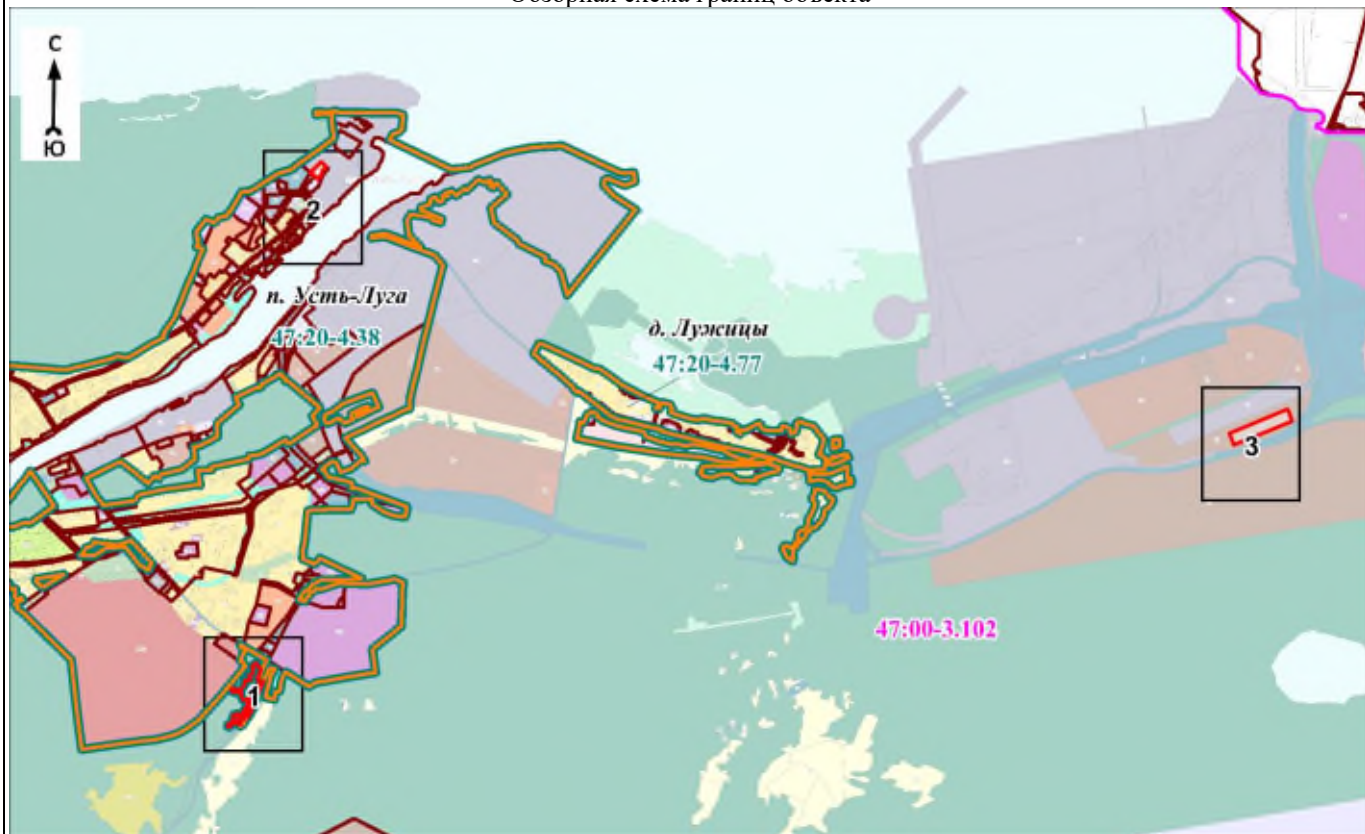 Обзорная схема границ объекта
С
Ю
2
п. Усть-Луга
47:20-4.38
д. Лужицы
47:20-4.77
3
47:00-3.102
1